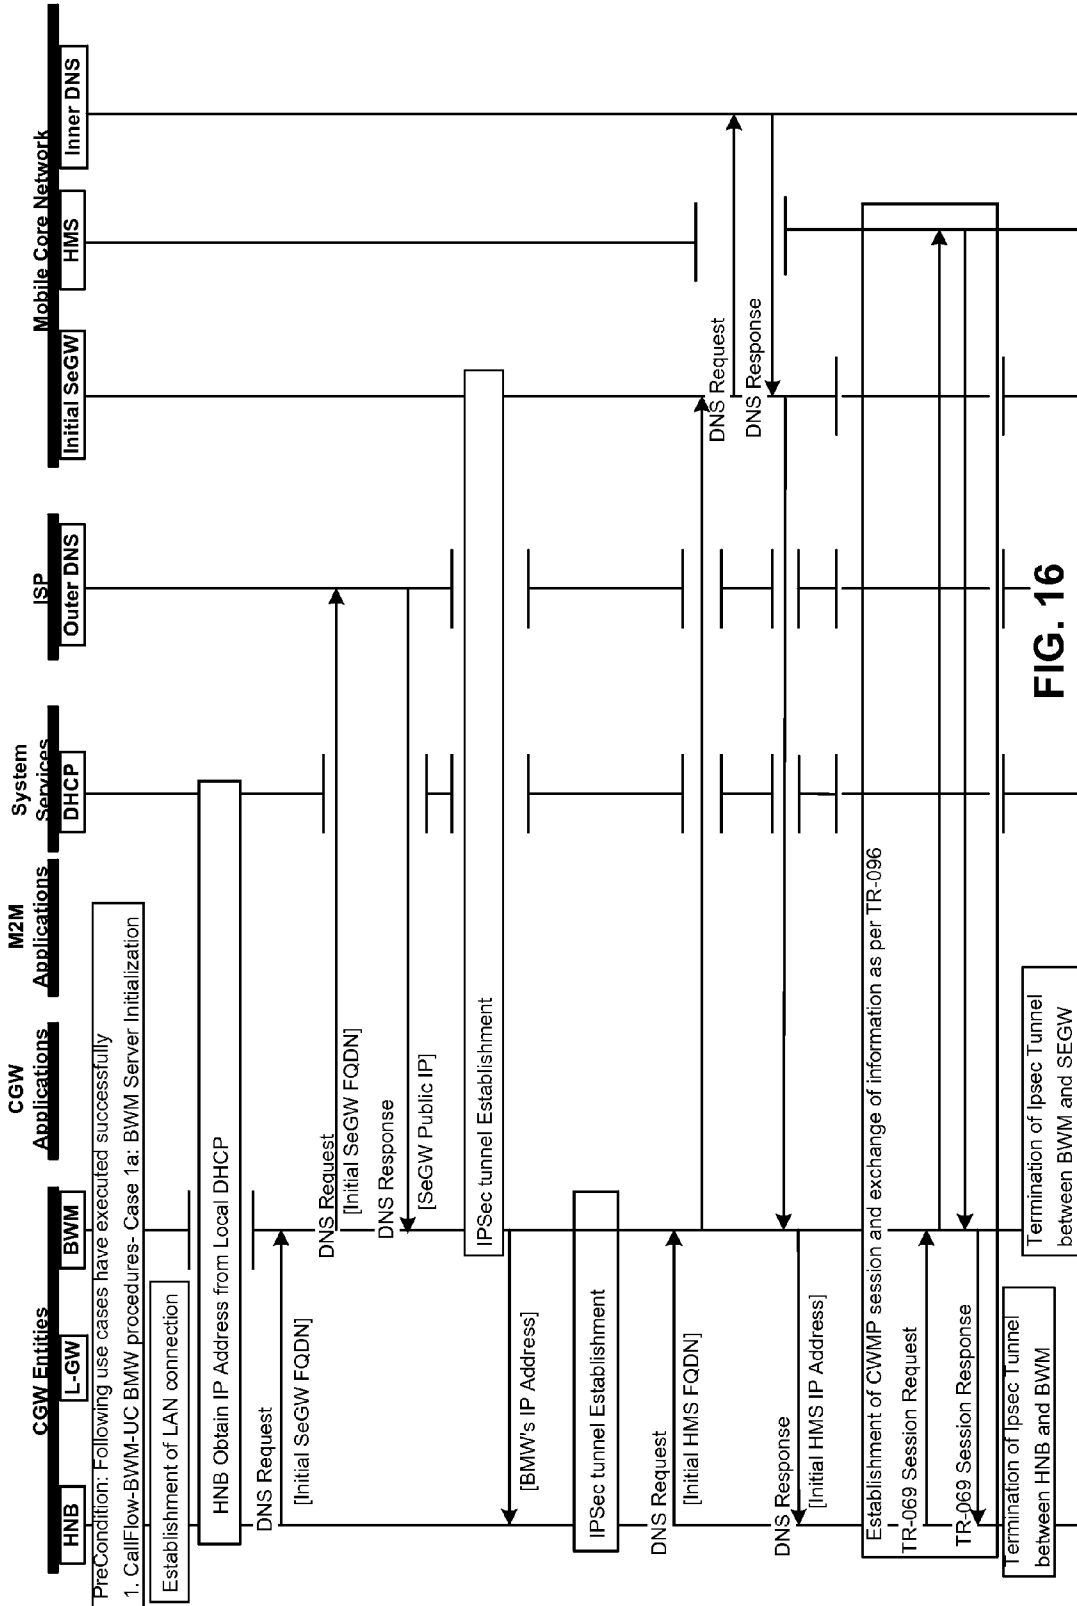 CGW Entities
CGW
Applications
M2M
Applications
System
Services
ISP
Mobile Core Network
HNB
L-GW
BWM
DHCP
Outer DNS
Initial SeGW
HMS
Inner DNS
PreCondition: Following use cases have executed successfully
1. CallFlow-BWM-UC BMW procedures- Case 1a: BWM Server Initialization
Establishment of LAN connection
HNB Obtain IP Address from Local DHCP
DNS Request
[Initial SeGW FQDN]
DNS Request
[Initial SeGW FQDN]
DNS Response
[SeGW Public IP]
IPSec tunnel Establishment
[BMW's IP Address]
IPSec tunnel Establishment
DNS Request
[Initial HMS FQDN]
DNS Request
DNS Response
DNS Response
[Initial HMS IP Address]
Establishment of CWMP session and exchange of information as per TR-096
TR-069 Session Request
TR-069 Session Response
Termination of Ipsec Tunnel
between HNB and BWM
Termination of Ipsec Tunnel
between BWM and SEGW
FIG. 16